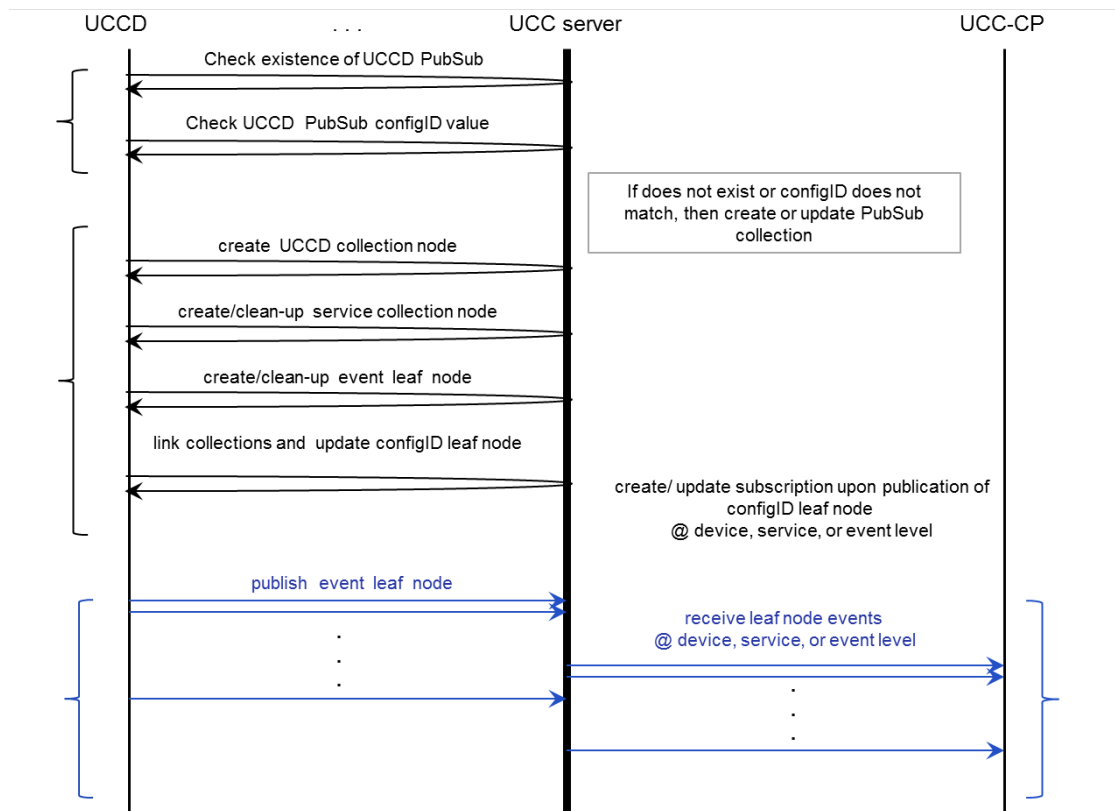 UCCD . . . UCC server UCC-CP
Check existence of UCCD PubSub
Check UCCD PubSub configID value
If does not exist or configID does not
match, then create or update PubSub
collection
create UCCD collection node
create/clean-up service collection node
create/clean-up event leaf node
link collections and update configID leaf node
create/ update subscription upon publication of
configID leaf node
@ device, service, or event level
publish event leaf node
receive leaf node events
@ device, service, or event level